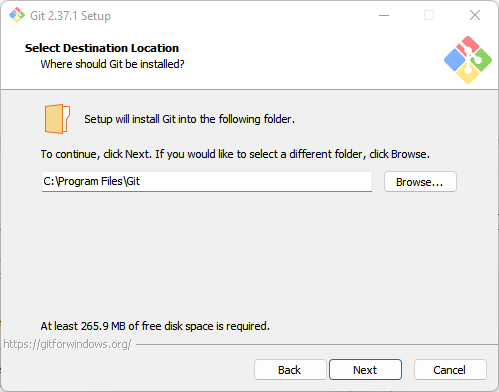 Git 2.37.1 Setup
Select Destination Location
Where should Git be installed?
Setup will install Git into the following folder.
To continue, click Next. If you would like to select a different folder, click Browse.
C:\Program Files\Git
Browse...
At least 265.9 MB of free disk space is required.
https://gitforwindows.org/
Back
Next
Cancel